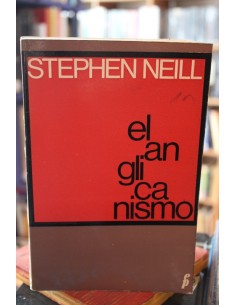 STEPHEN NEILL
el an
gli ca
nismo